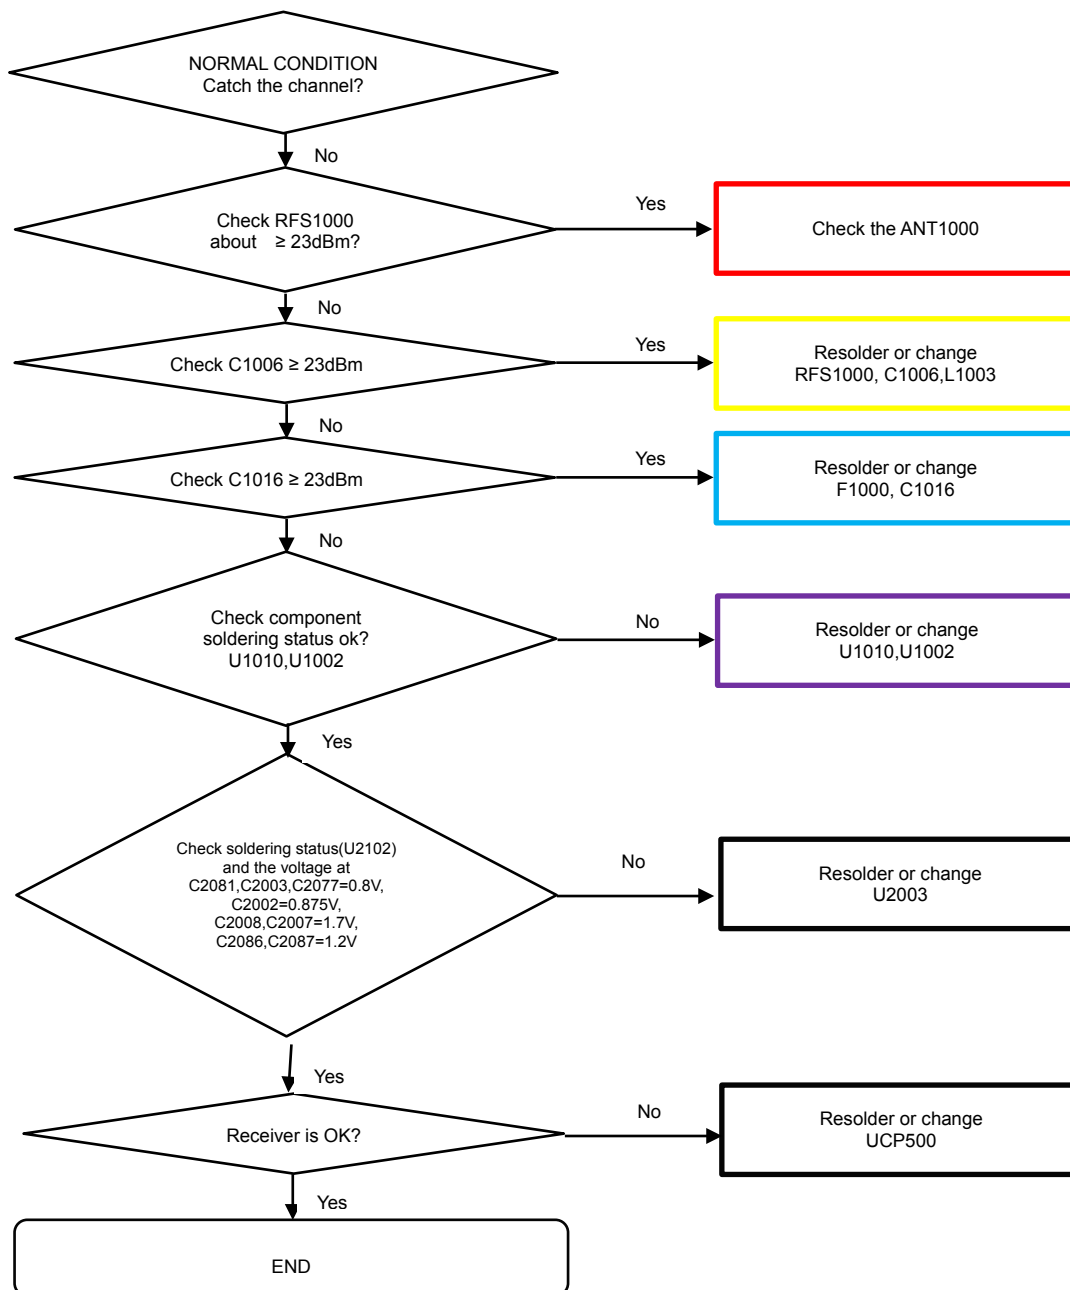 NORMAL CONDITION
Catch the channel?
No
Check RFS1000
about ≥ 23dBm?
Yes
Check the ANT1000
No
Check C1006 ≥ 23dBm
Yes
Resolder or change
RFS1000, C1006,L1003
No
Check C1016 ≥ 23dBm
Yes
Resolder or change
F1000, C1016
No
Check component
soldering status ok?
U1010,U1002
No
Resolder or change
U1010,U1002
Yes
Check soldering status(U2102)
and the voltage at
C2081,C2003,C2077=0.8V,
C2002=0.875V,
C2008,C2007=1.7V,
C2086,C2087=1.2V
No
Resolder or change
U2003
Yes
Receiver is OK?
No
Resolder or change
UCP500
Yes
END